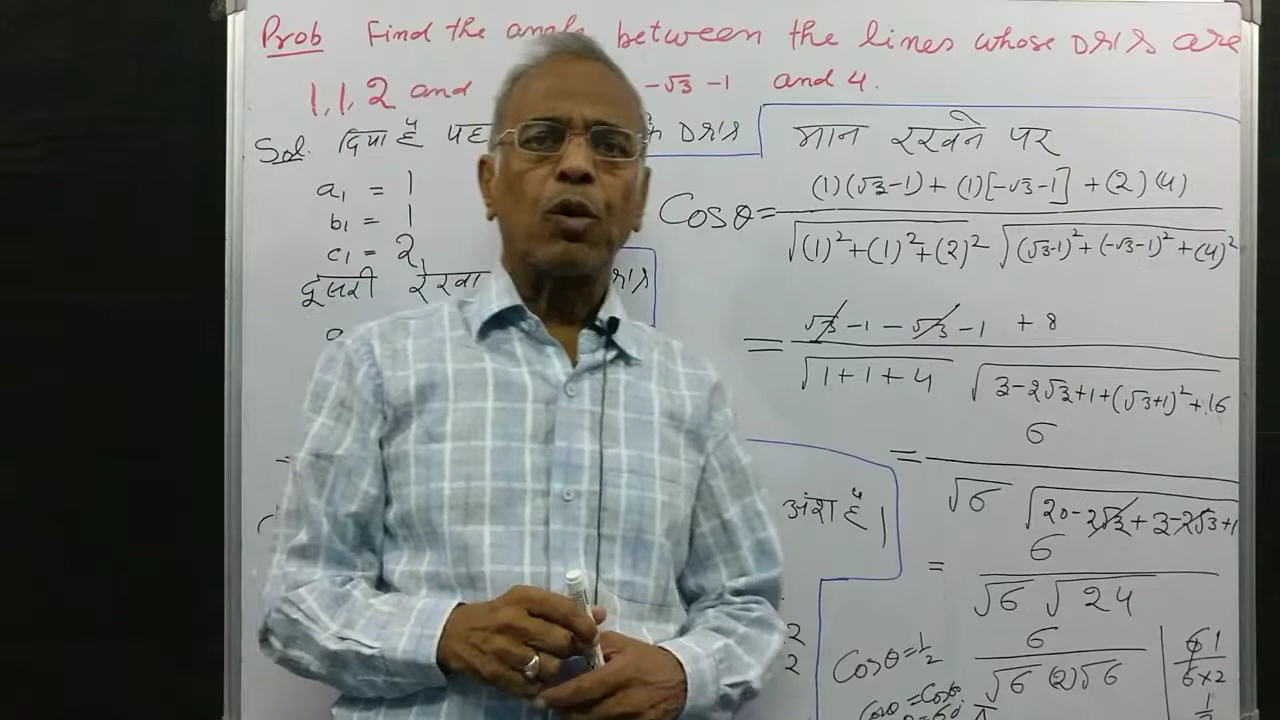 Prob Find the angle between the lines whose D.R's are
1, 1, 2 and -√3 -1 and 4.
Sol. दिया है D.R's
a₁ = 1
b₁ = 1
c₁ = 2,
दूसरी रेखा
मान रखने पर
Cosθ = (1)(√3-1) + (1)[-√3-1] + (2)(4) / √(1)²+(1)²+(2)² √(√3-1)²+(-√3-1)²+(4)²
= √3 -1 - √3 -1 + 8 / √1+1+4 √3-2√3+1+(√3+1)²+16
= 6 / √6 √20-2√3+3-2√3+1
= 6 / √6 √24
अंश है।
6 / √6 (2)√6
61 / 6×2
Cosθ = 1/2
2
2